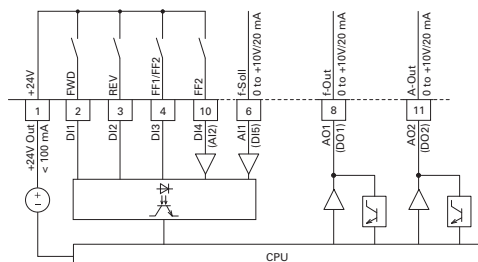 +24V
FWD
REV
FF1/FF2
FF2
f-Soll
0 to +10V/20 mA
f-Out
0 to +10V/20 mA
A-Out
0 to +10V/20 mA
1
2
3
4
10
6
8
11
+24V Out
< 100 mA
DI1
DI2
DI3
DI4
(AI2)
AI1
(DI5)
AO1
(DO1)
AO2
(DO2)
CPU